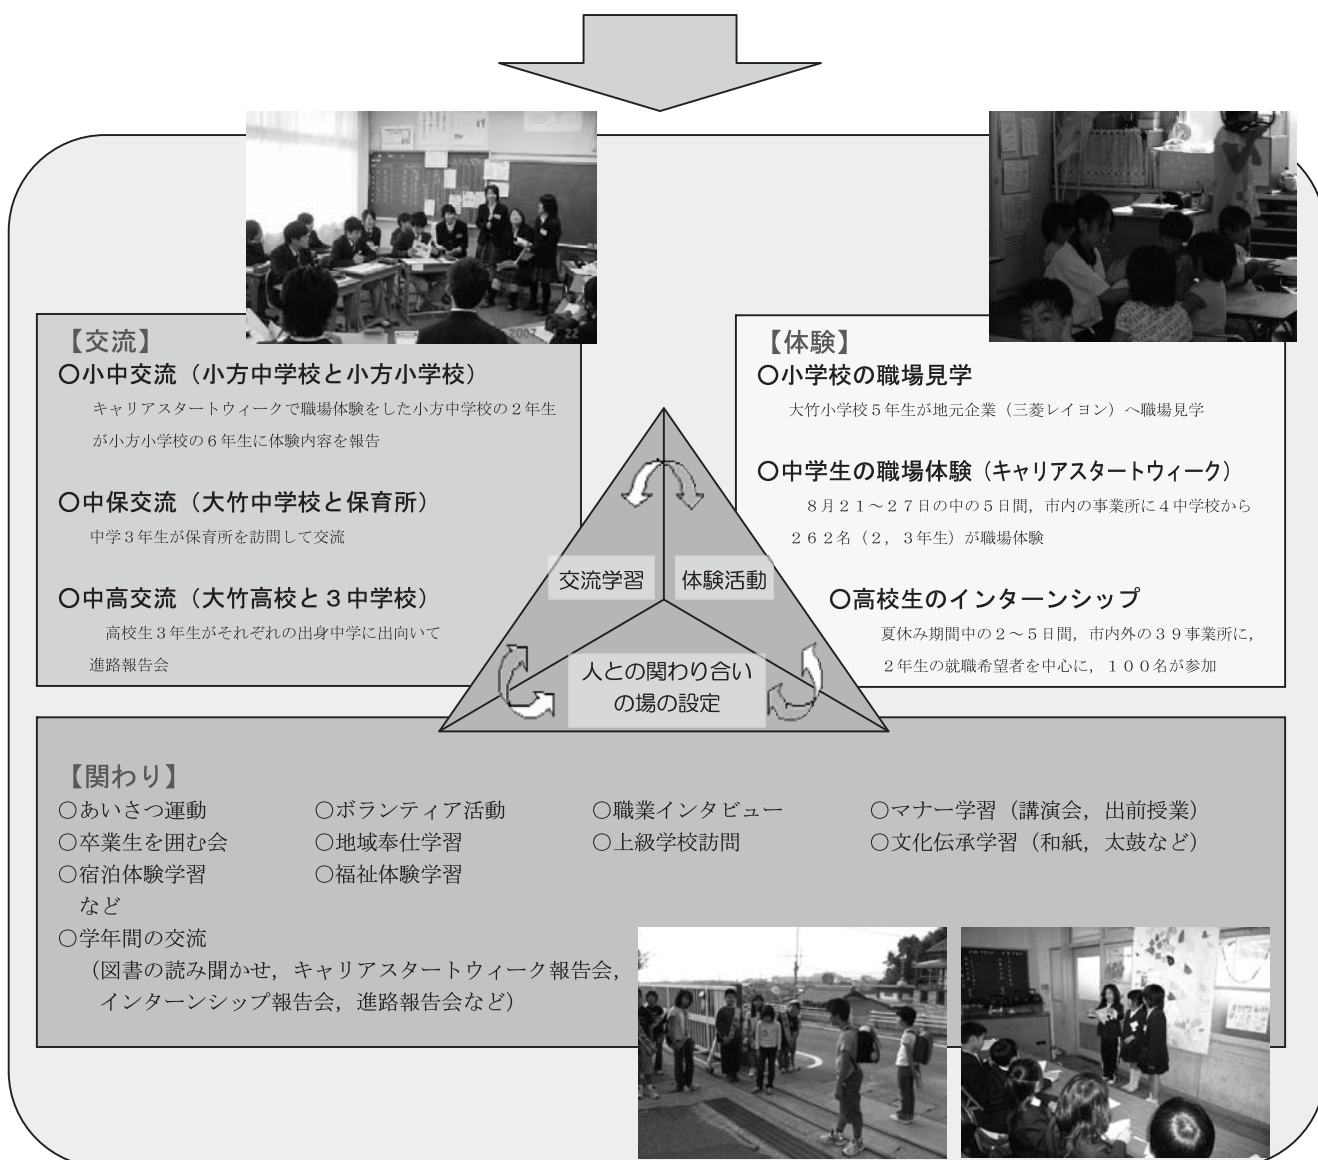 2007 22
【交流】
〇小中交流（小方中学校と小方小学校）
キャリアスタートウィークで職場体験をした小方中学校の２年生
が小方小学校の６年生に体験内容を報告
〇中保交流（大竹中学校と保育所）
中学３年生が保育所を訪問して交流
〇中高交流（大竹高校と３中学校）
高校生３年生がそれぞれの出身中学に出向いて
進路報告会
【体験】
〇小学校の職場見学
大竹小学校５年生が地元企業（三菱レイヨン）へ職場見学
〇中学生の職場体験（キャリアスタートウィーク）
８月２１～２７日の中の５日間，市内の事業所に４中学校から
２６２名（２，３年生）が職場体験
〇高校生のインターンシップ
夏休み期間中の２～５日間，市内外の３９事業所に，
２年生の就職希望者を中心に，１００名が参加
交流学習
体験活動
人との関わり合い
の場の設定
【関わり】
〇あいさつ運動 〇ボランティア活動 〇職業インタビュー 〇マナー学習（講演会，出前授業）
〇卒業生を囲む会 〇地域奉仕学習 〇上級学校訪問 〇文化伝承学習（和紙，太鼓など）
〇宿泊体験学習 〇福祉体験学習
など
〇学年間の交流
（図書の読み聞かせ，キャリアスタートウィーク報告会，
インターンシップ報告会，進路報告会など）